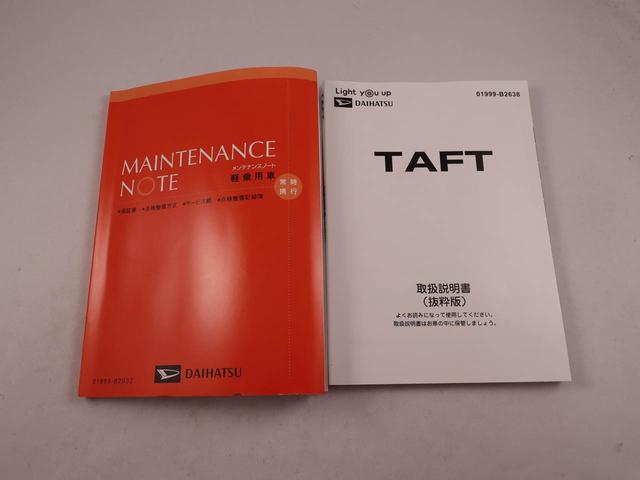 MAINTENANCE
NOTE
メンテナンスノート
軽乗用車
常時
携行
●保証書 ●点検整備方式 ●サービス網 ●点検整備記録簿
DAIHATSU
01999-B2032
Light you up
DAIHATSU
01999-B2638
TAFT
取扱説明書
(抜粋版)
よくお読みになって使用してください。
取扱説明書はお車の中に保管しましょう。